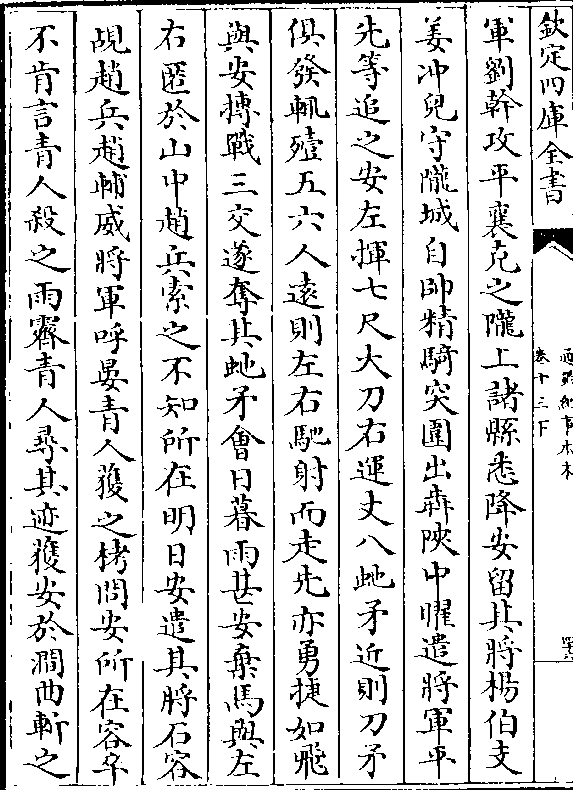 欽定四庫全書
通鑑紀事本末
卷十三下
軍劉幹攻平襄克之隴上諸縣悉降安留其將楊伯支
姜沖兒守隴城自帥精騎突圍出奔陜中曜遣將軍平
先等追之安左揮七尺大刀右運丈八虵矛近則刀矛
俱發輒殪五六人遠則左右馳射而走先亦勇捷如飛
與安搏戰三交遂奪其虵矛會日暮雨甚安棄馬與左
右匿於山中趙兵索之不知所在明日安遣其將石容
覘趙兵趙輔威將軍呼晏青人獲之栲問安所在容卒
不肯言青人殺之雨霽青人尋其迹獲安於澗曲斬之